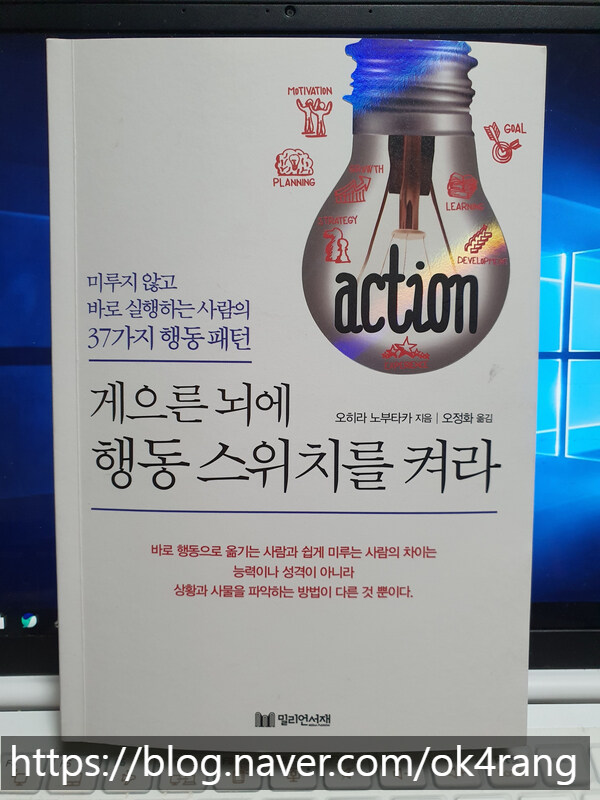 MOTIVATION
GOAL
PLANNING
GROWTH
LEARNING
STRATEGY
DEVELOPMENT
action
미루지 않고
바로 실행하는 사람의
37가지 행동 패턴
게으른 뇌에
오히라 노부타카 지음 | 오정화 옮김
행동 스위치를 켜라
바로 행동으로 옮기는 사람과 쉽게 미루는 사람의 차이는
능력이나 성격이 아니라
상황과 사물을 파악하는 방법이 다른 것 뿐이다.
밀리언서재
https://blog.naver.com/ok4rang